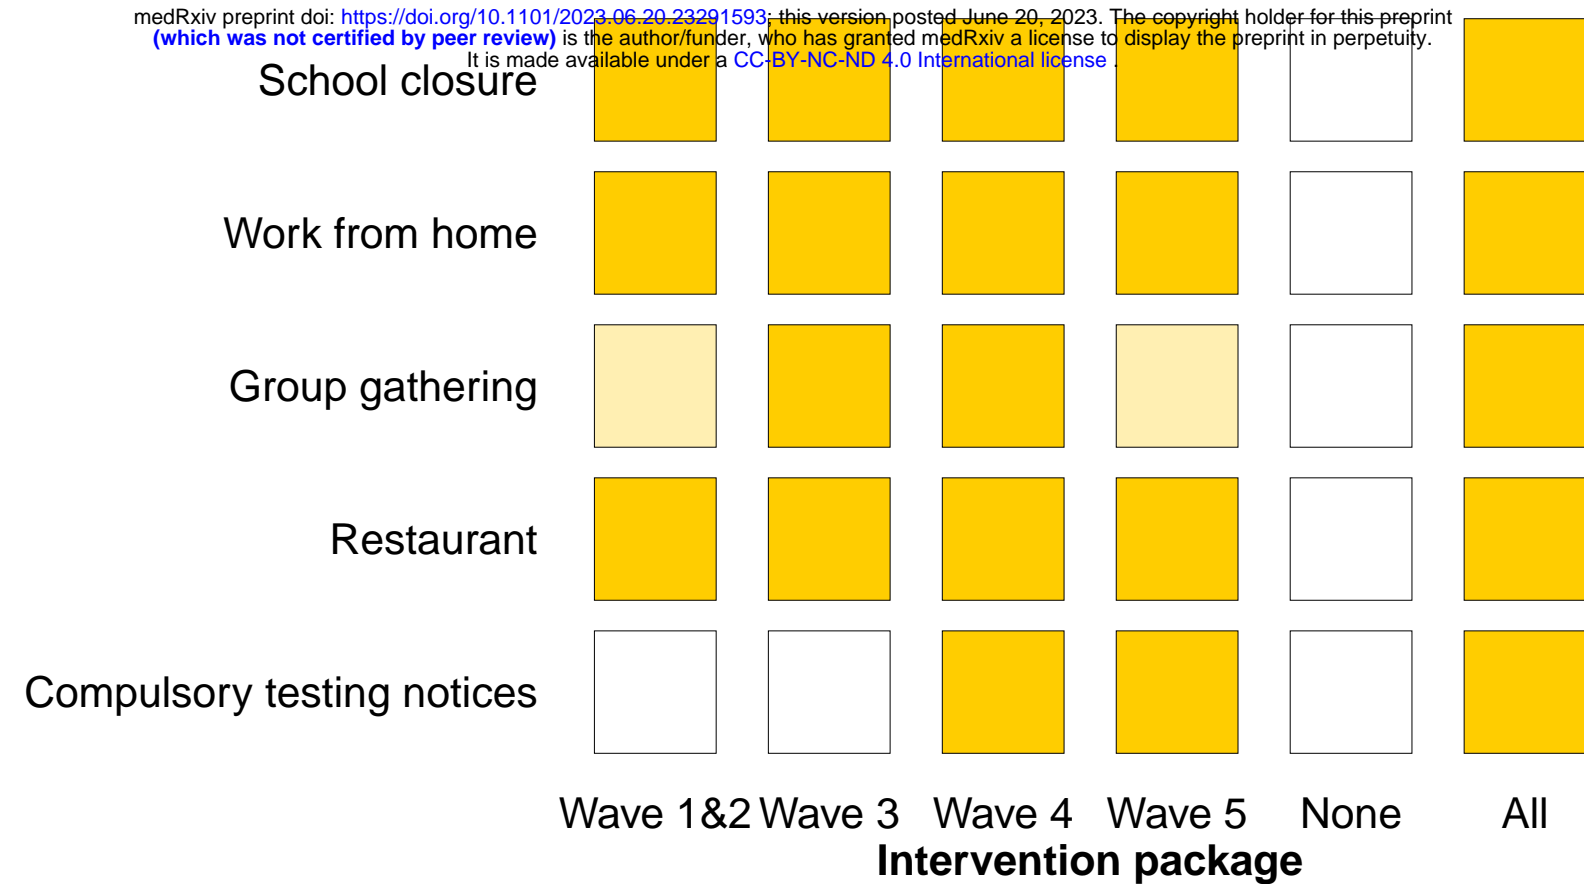 medRxiv preprint doi: https://doi.org/10.1101/2023.06.20.23291593; this version posted June 20, 2023. The copyright holder for this preprint
(which was not certified by peer review) is the author/funder, who has granted medRxiv a license to display the preprint in perpetuity.
It is made available under a CC-BY-NC-ND 4.0 International license .
School closure
Work from home
Group gathering
Restaurant
Compulsory testing notices
Wave 1&2 Wave 3 Wave 4 Wave 5 None All
Intervention package